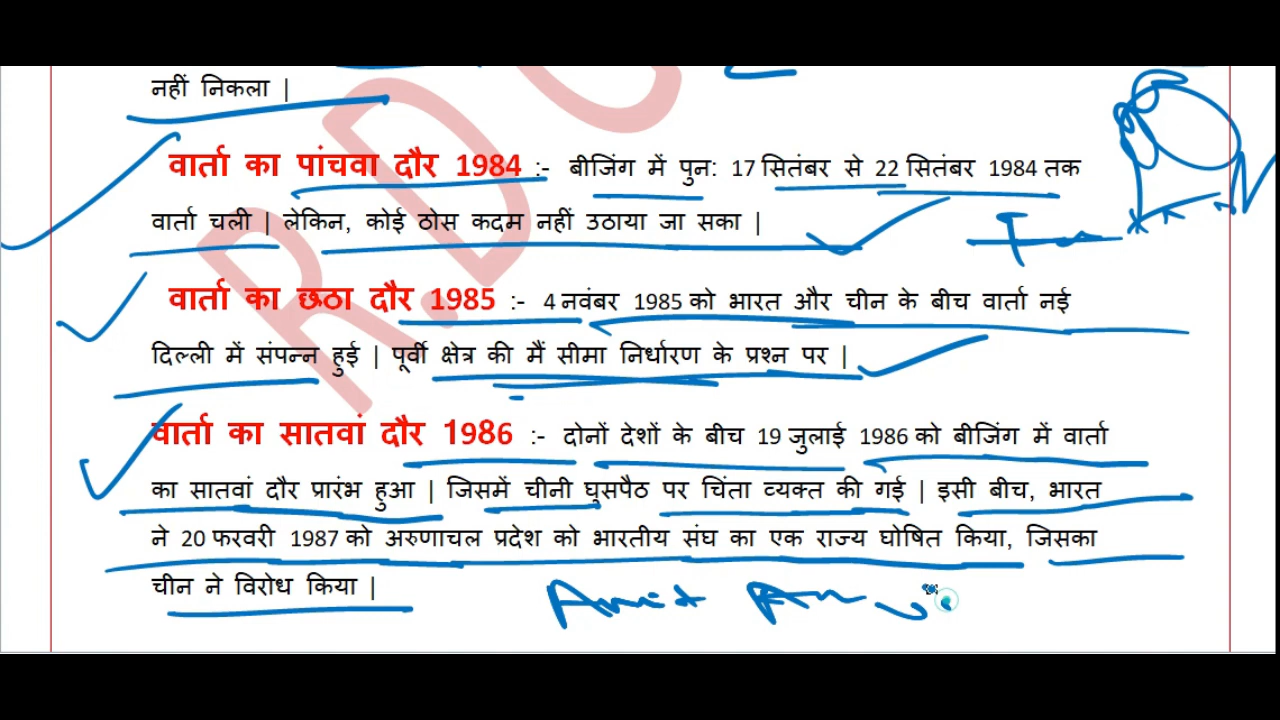 नहीं निकला |
वार्ता का पांचवा दौर 1984 :- बीजिंग में पुन: 17 सितंबर से 22 सितंबर 1984 तक
वार्ता चली | लेकिन, कोई ठोस कदम नहीं उठाया जा सका |
वार्ता का छठा दौर 1985 :- 4 नवंबर 1985 को भारत और चीन के बीच वार्ता नई
दिल्ली में संपन्न हुई | पूर्वी क्षेत्र की मैं सीमा निर्धारण के प्रश्न पर |
वार्ता का सातवां दौर 1986 :- दोनों देशों के बीच 19 जुलाई 1986 को बीजिंग में वार्ता
का सातवां दौर प्रारंभ हुआ | जिसमें चीनी घुसपैठ पर चिंता व्यक्त की गई | इसी बीच, भारत
ने 20 फरवरी 1987 को अरुणाचल प्रदेश को भारतीय संघ का एक राज्य घोषित किया, जिसका
चीन ने विरोध किया |
Amit